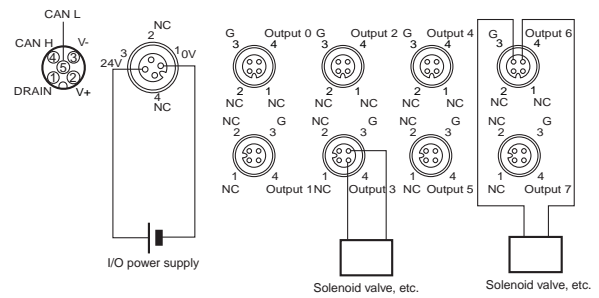 CAN L
NC
2
G Output 0 G Output 2 G Output 4 G Output 6
3 4 3 4 3 4 3 4
CAN H V-
4 3
5
1 2
DRAIN V+
3 1 0V
24V
4
NC
2 1 2 1 2 1 2 1
NC NC NC NC NC NC NC NC
NC G NC G NC G NC G
2 3 2 3 2 3 2 3
1 4 1 4 1 4 1 4
NC Output 1 NC Output 3 NC Output 5 NC Output 7
I/O power supply
Solenoid valve, etc.
Solenoid valve, etc.